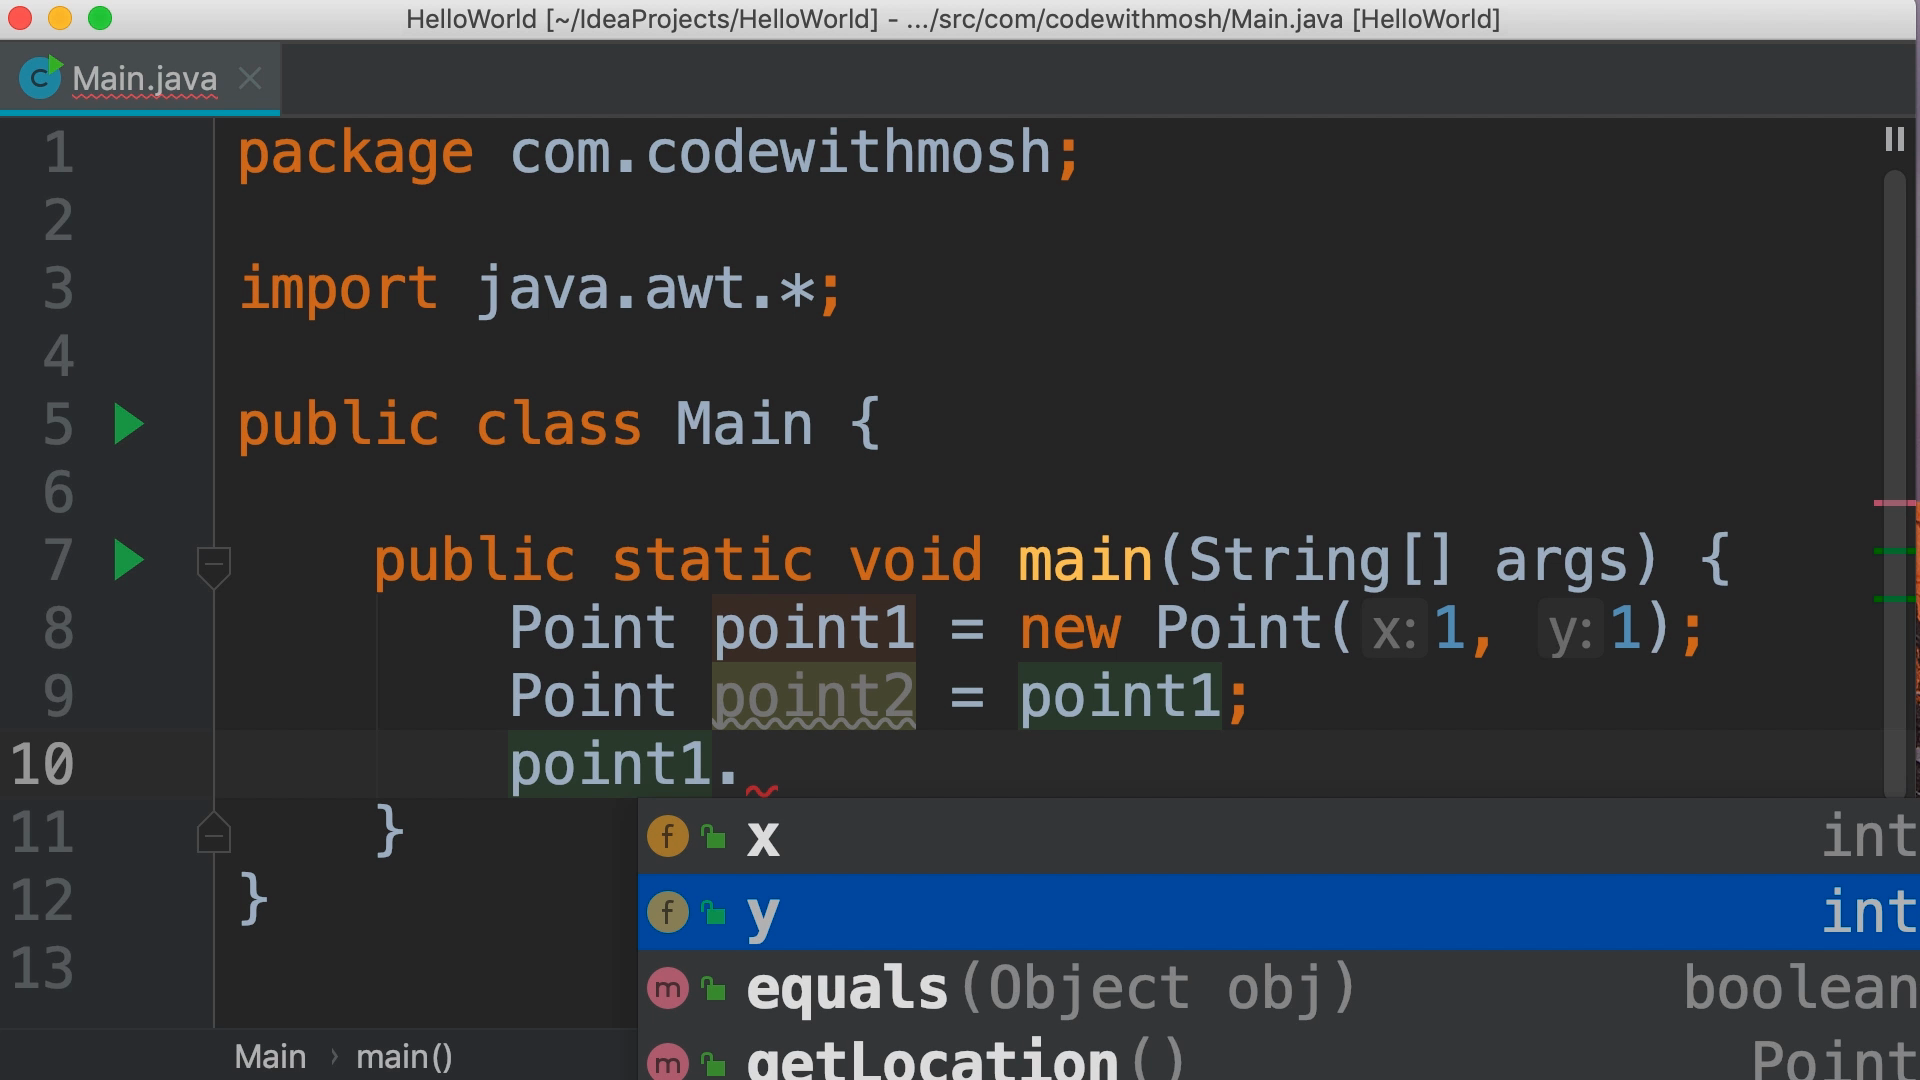 HelloWorld [~/IdeaProjects/HelloWorld] - .../src/com/codewithmosh/Main.java [HelloWorld]
Main.java
1 package com.codewithmosh;
2
3 import java.awt.*;
4
5 public class Main {
6
7 public static void main(String[] args) {
8 Point point1 = new Point( x: 1, y: 1);
9 Point point2 = point1;
10 point1.
11 }
12 }
13
f x int
f y int
m equals(Object obj) boolean
m getLocation() Point
Main › main()